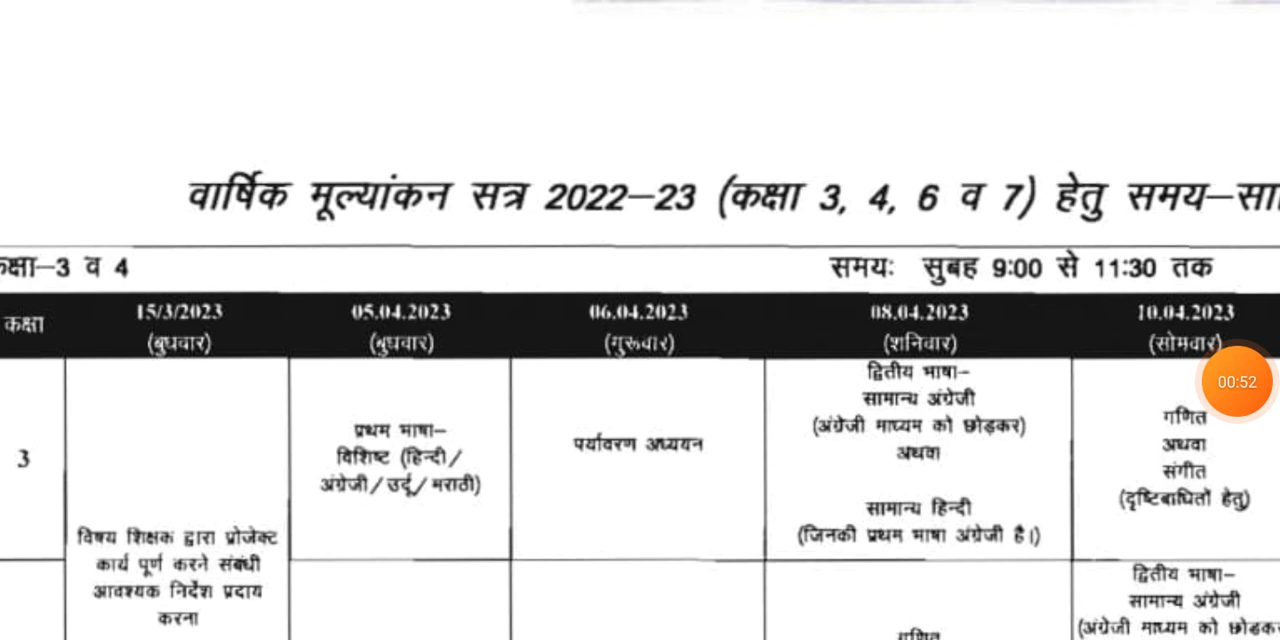 वार्षिक मूल्यांकन सत्र 2022–23 (कक्षा 3, 4, 6 व 7) हेतु
कक्षा–3 व 4 समयः सुबह 9:00 से 11:30 तक
कक्षा 15/3/2023 05.04.2023 06.04.2023 08.04.2023 10.04.2023
(बुधवार) (बुधवार) (गुरूवार) (शनिवार) (सोमवार)
3
विषय शिक्षक द्वारा प्रोजेक्ट
कार्य पूर्ण करने संबंधी
आवश्यक निर्देश प्रदाय
करना
प्रथम भाषा–
विशिष्ट (हिन्दी/
अंग्रेजी/उर्दू/मराठी)
पर्यावरण अध्ययन
द्वितीय भाषा–
सामान्य अंग्रेजी
(अंग्रेजी माध्यम को छोड़कर)
अथवा
सामान्य हिन्दी
(जिनकी प्रथम भाषा अंग्रेजी है।)
गणित
अथवा
संगीत
(दृष्टिबाधितों हेतु)
00:52
गणित
द्वितीय भाषा–
सामान्य अंग्रेजी
(अंग्रेजी माध्यम को